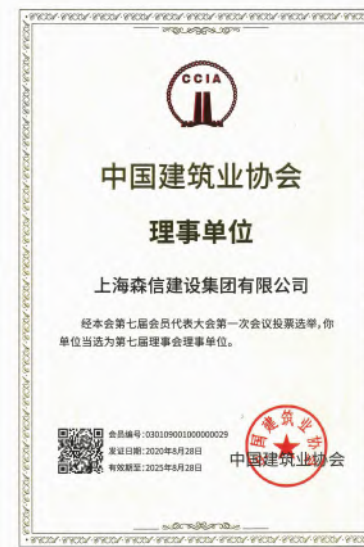 CCIA
中国建筑业协会
理事单位
上海森信建设集团有限公司
经本会第七届会员代表大会第一次会议投票选举，你
单位当选为第七届理事会理事单位。
会员编号：030109001000000029
发证日期：2020年8月28日
有效期至：2025年8月28日
中国建筑业协会
中国建筑业协会